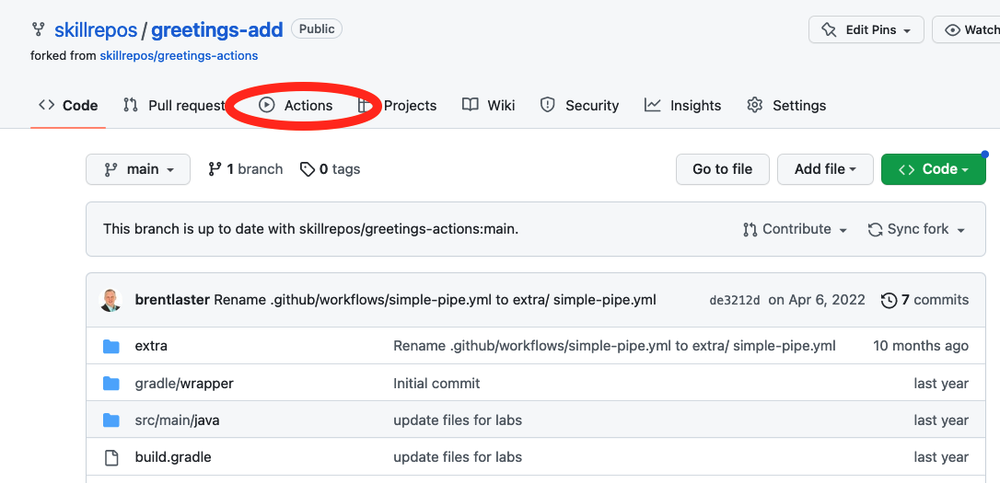 skillrepos / greetings-add Public Edit Pins Watch
forked from skillrepos/greetings-actions
Code Pull request Actions Projects Wiki Security Insights Settings
main 1 branch 0 tags Go to file Add file Code
This branch is up to date with skillrepos/greetings-actions:main. Contribute Sync fork
brentlaster Rename .github/workflows/simple-pipe.yml to extra/ simple-pipe.yml de3212d on Apr 6, 2022 7 commits
extra Rename .github/workflows/simple-pipe.yml to extra/ simple-pipe.yml 10 months ago
gradle/wrapper Initial commit last year
src/main/java update files for labs last year
build.gradle update files for labs last year